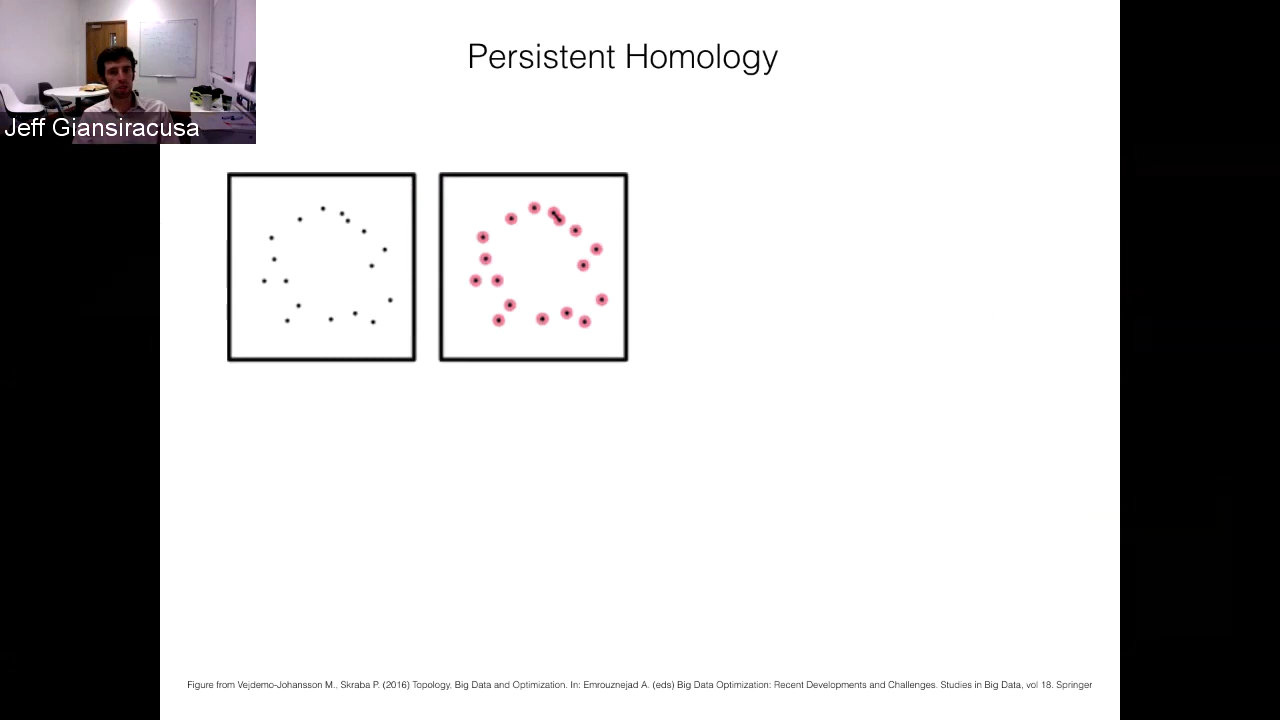 Persistent Homology
Jeff Giansiracusa
Figure from Vejdemo-Johansson M., Skraba P. (2016) Topology, Big Data and Optimization. In: Emrouznejad A. (eds) Big Data Optimization: Recent Developments and Challenges. Studies in Big Data, vol 18. Springer